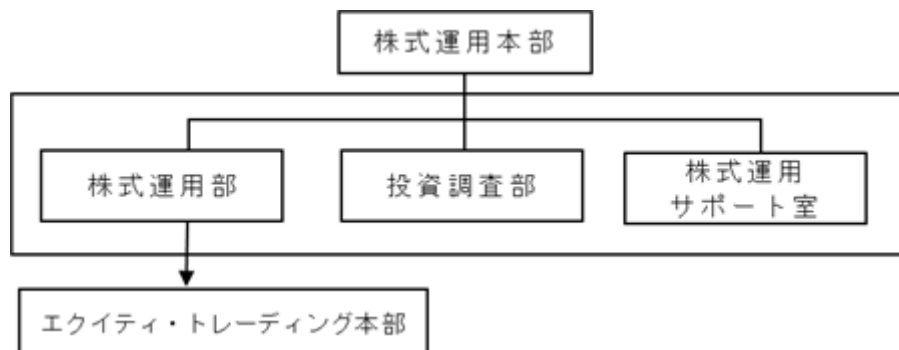 株式運用本部
株式運用部
投資調査部
株式運用
サポート室
エクイティ・トレーディング本部